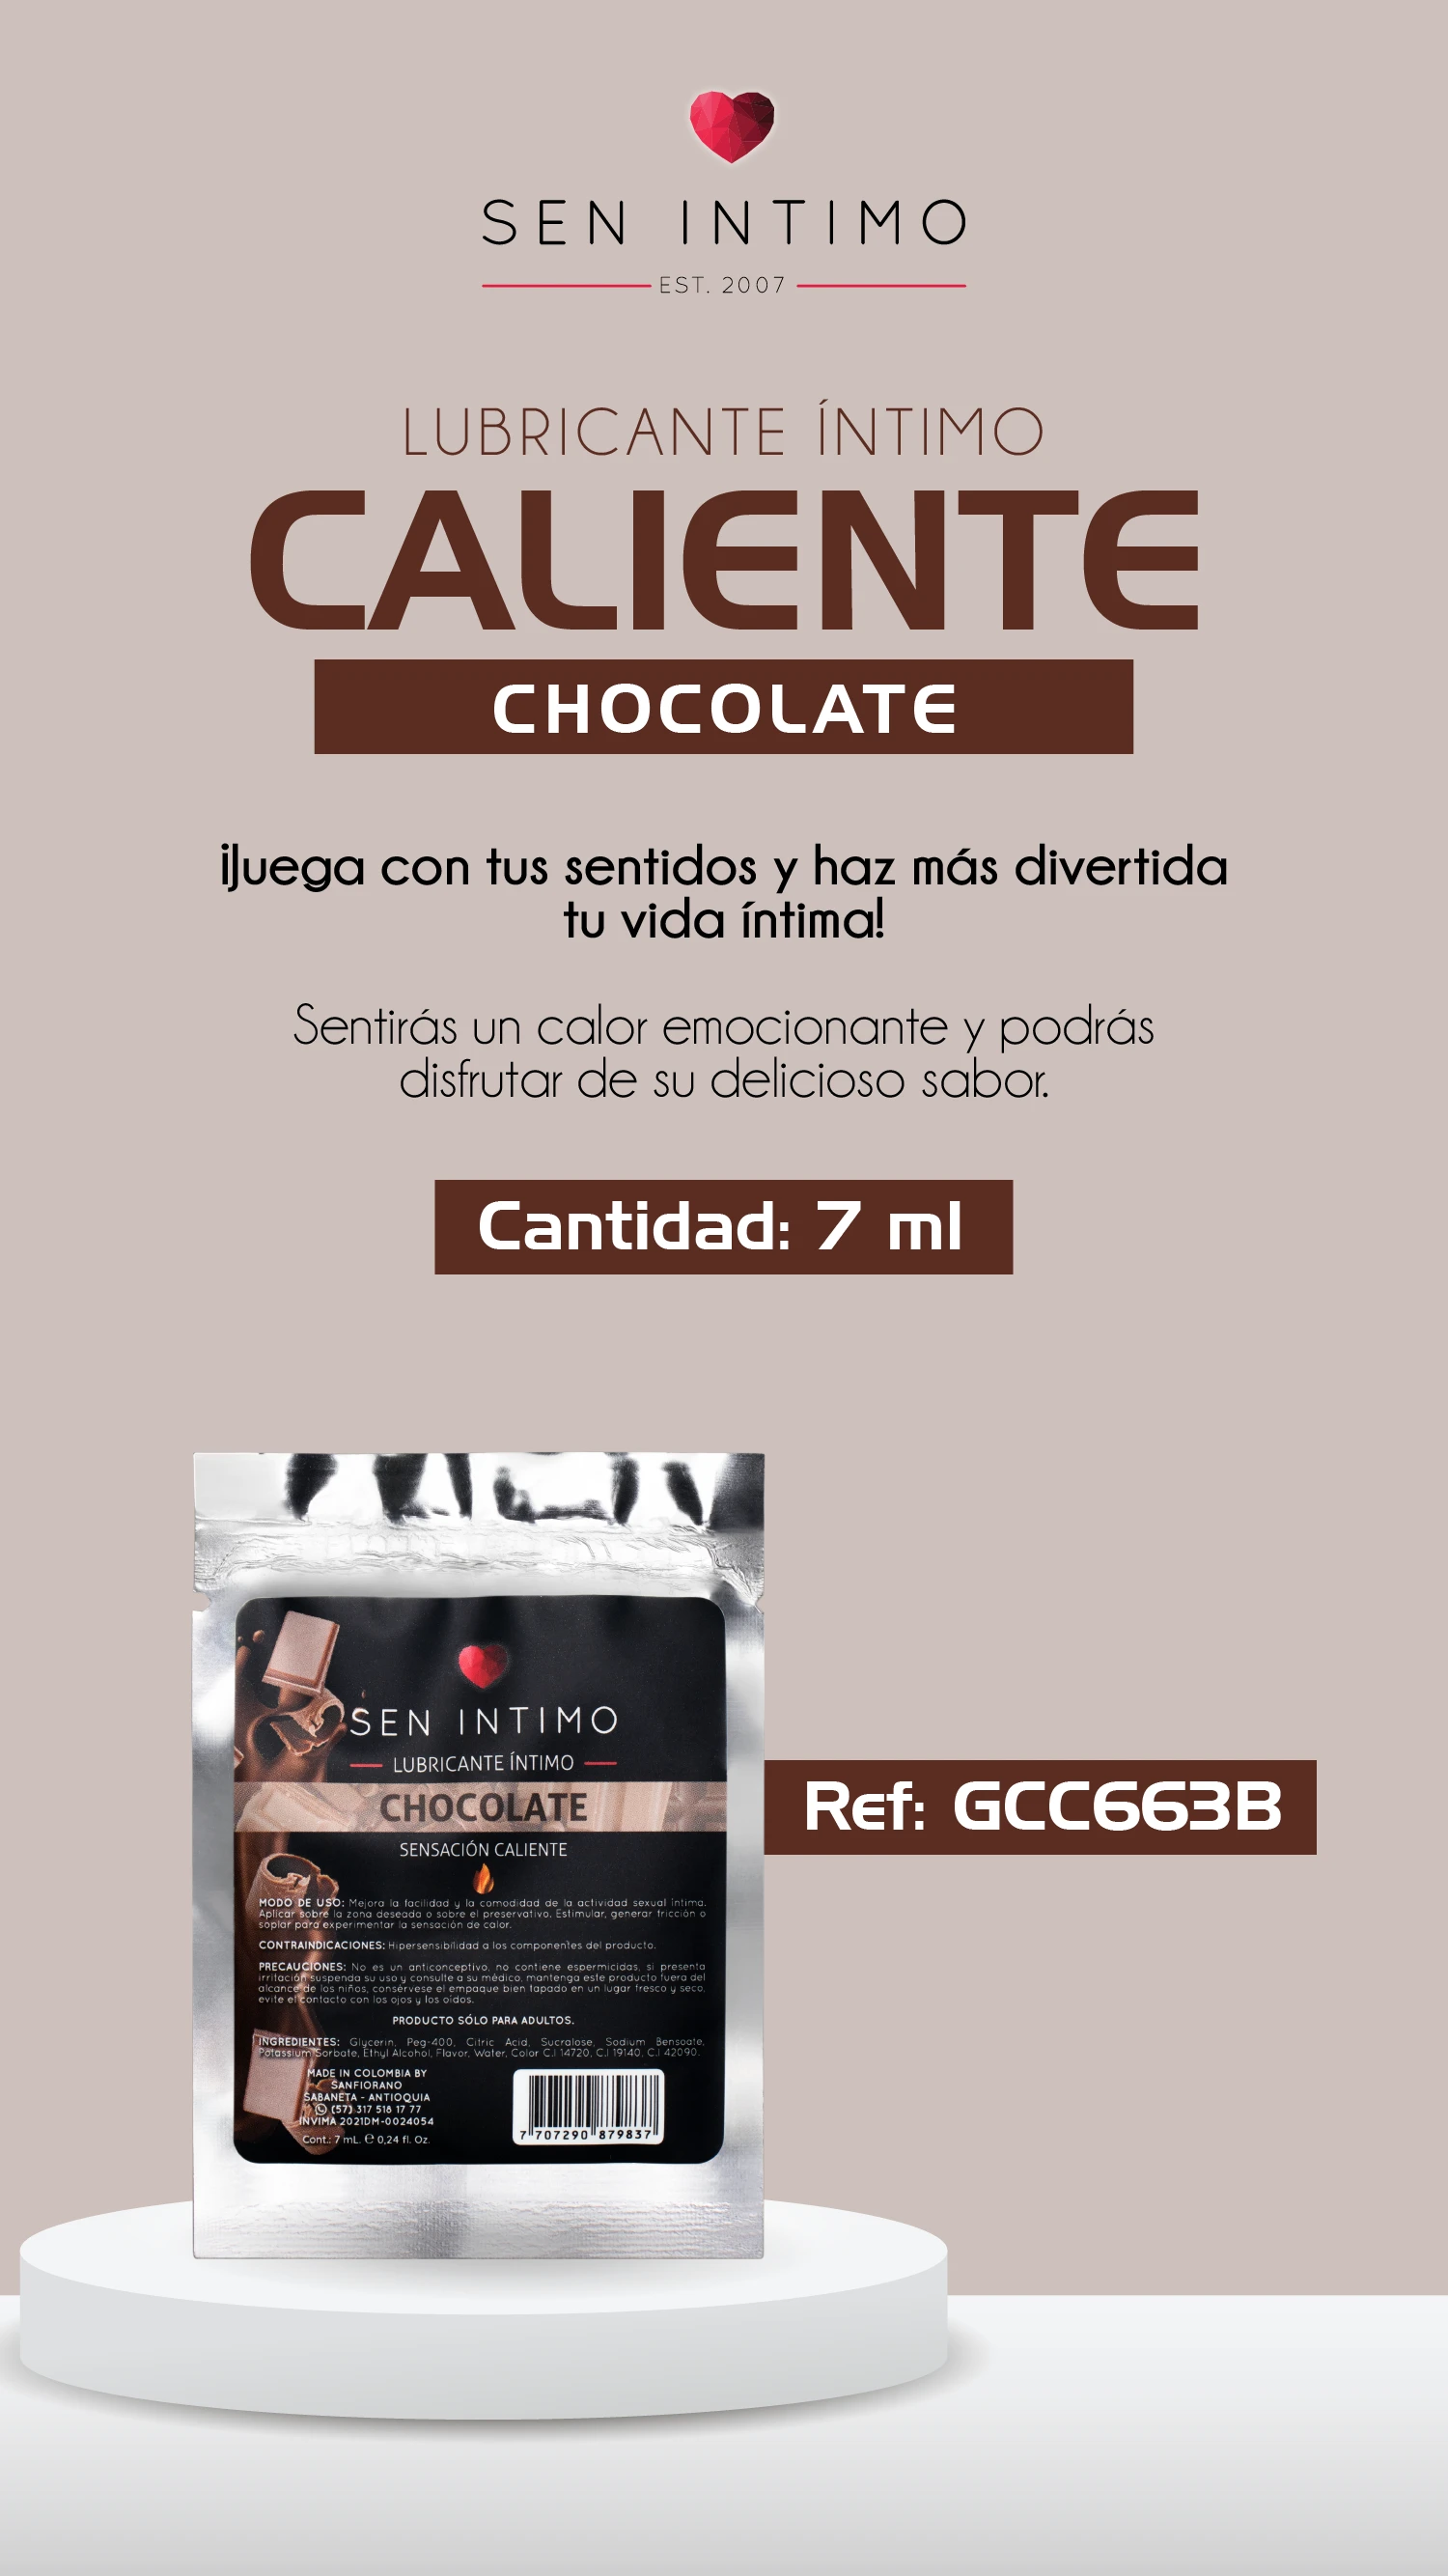 SEN INTIMO
EST. 2007
LUBRICANTE ÍNTIMO
CALIENTE
CHOCOLATE
¡Juega con tus sentidos y haz más divertida
tu vida íntima!
Sentirás un calor emocionante y podrás
disfrutar de su delicioso sabor.
Cantidad: 7 ml
SEN INTIMO
LUBRICANTE ÍNTIMO
CHOCOLATE
SENSACIÓN CALIENTE
Ref: GCC663B
MODO DE USO: Mejora la facilidad y la comodidad de la actividad sexual íntima.
Aplicar sobre la zona deseada o sobre el preservativo. Estimular, generar fricción o
soplar para experimentar la sensación de calor.
CONTRAINDICACIONES: Hipersensibilidad a los componentes del producto.
PRECAUCIONES: No es un anticonceptivo, no contiene espermicidas, si presenta
irritación suspenda su uso y consulte a su médico, mantenga este producto fuera del
alcance de los niños, consérvese el empaque bien tapado en un lugar fresco y seco,
evite el contacto con los ojos y los oídos.
PRODUCTO SÓLO PARA ADULTOS.
INGREDIENTES: Glycerin, Peg-400, Citric Acid, Sucralose, Sodium Bensoate,
Potassium Sorbate, Ethyl Alcohol, Flavor, Water, Color C.I 14720, C.I 19140, C.I 42090.
MADE IN COLOMBIA BY
SANFIORANO
SABANETA - ANTIOQUIA
(57) 317 518 17 77
INVIMA 2021DM-0024054
Cont.: 7 mL. ℮ 0,24 fl. Oz.
7 707290 879837